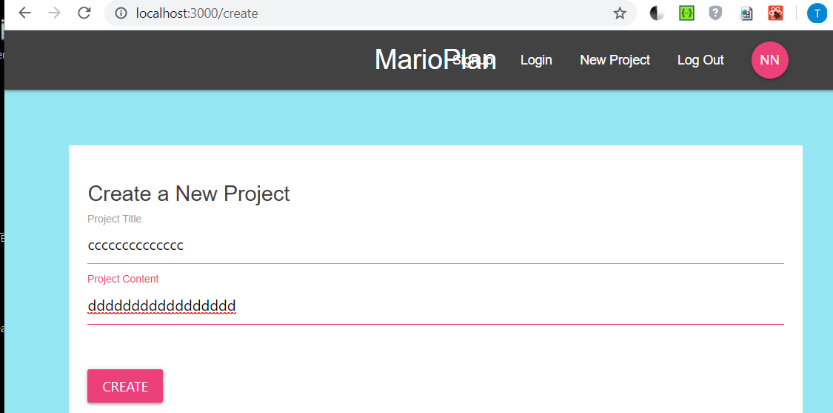 localhost:3000/create
T
MarioPlan Signup Login New Project Log Out NN
Create a New Project
Project Title
cccccccccccccc
Project Content
ddddddddddddddddd
CREATE